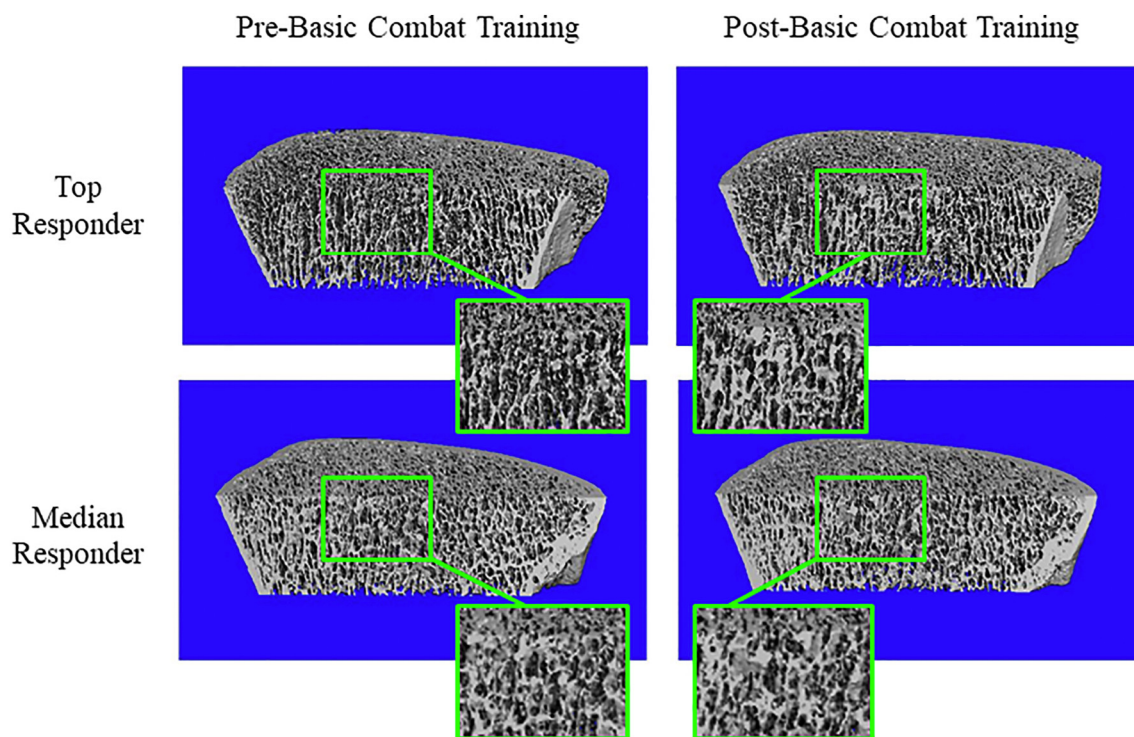 Pre-Basic Combat Training
Post-Basic Combat Training
Top
Responder
Median
Responder